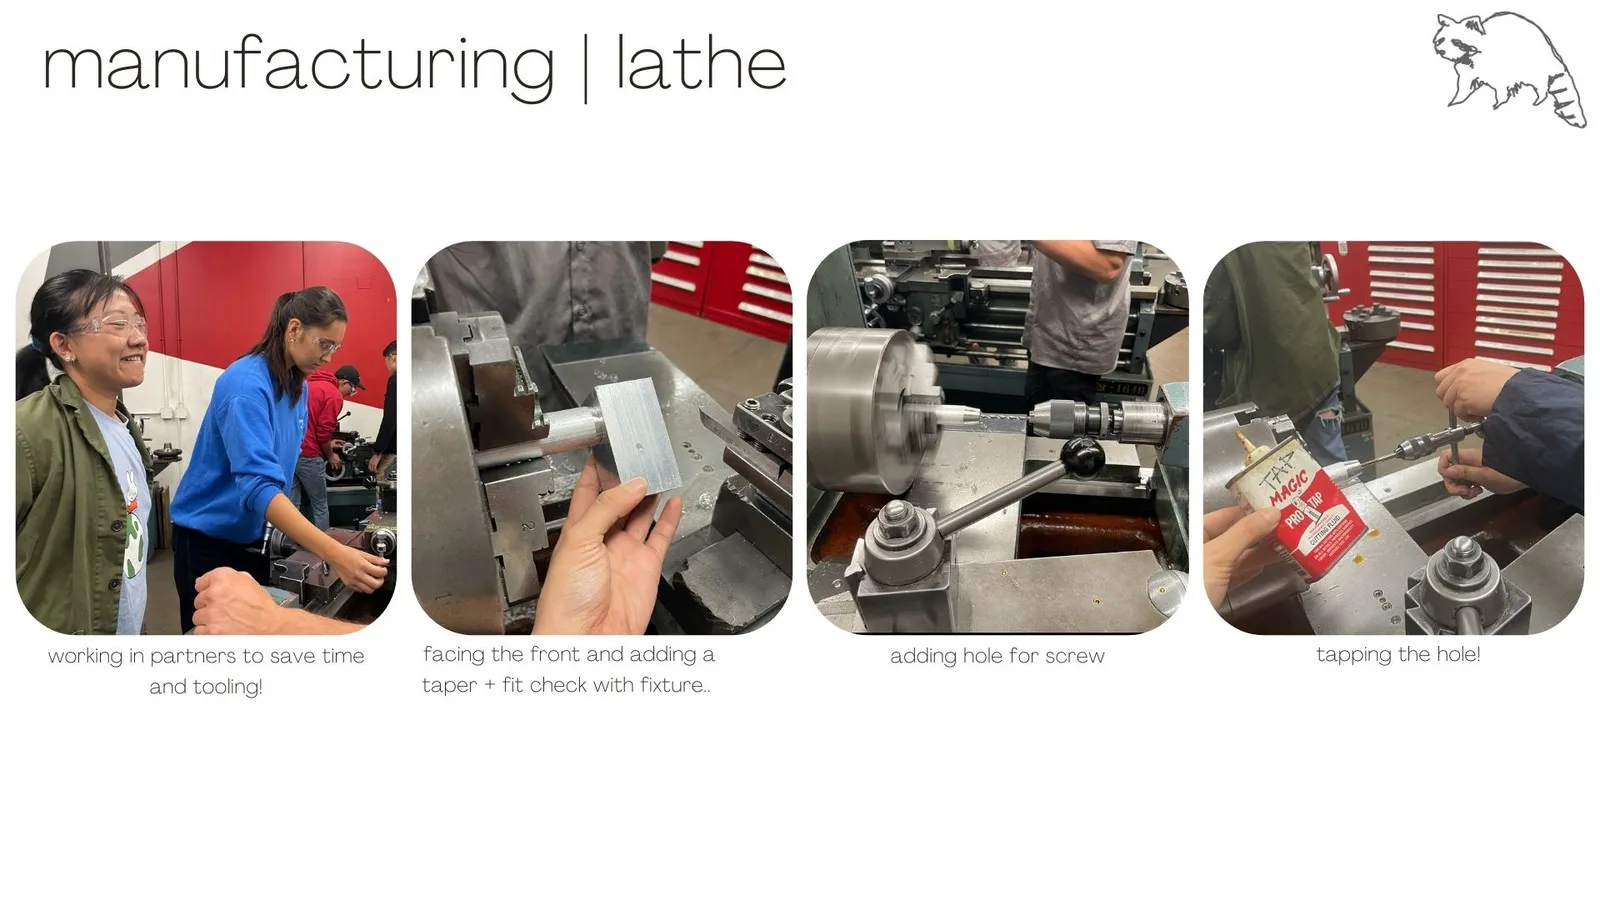 manufacturing | lathe
working in partners to save time
and tooling!
facing the front and adding a
taper + fit check with fixture..
adding hole for screw
tapping the hole!
TAP
MAGIC
PRO TAP
CUTTING FLUID
2